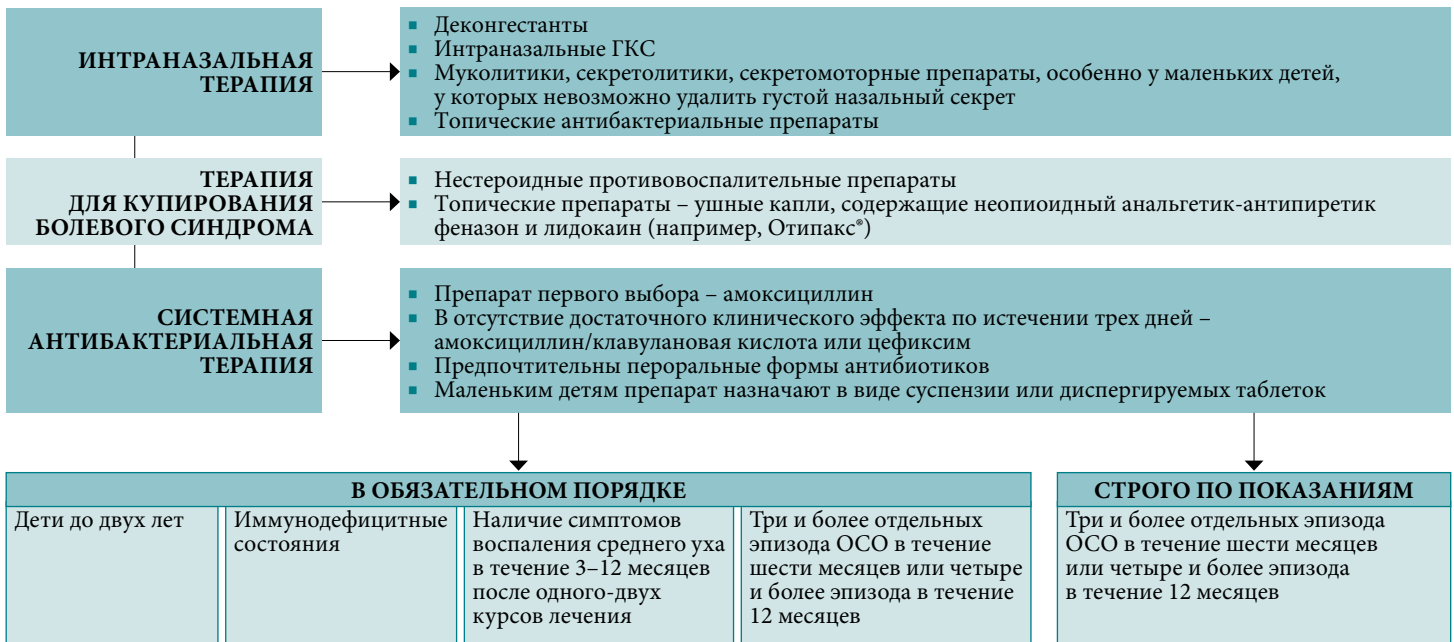 ИНТРАНАЗАЛЬНАЯ
ТЕРАПИЯ
▪ Деконгестанты
▪ Интраназальные ГКС
▪ Муколитики, секретолитики, секретомоторные препараты, особенно у маленьких детей,
у которых невозможно удалить густой назальный секрет
▪ Топические антибактериальные препараты
ТЕРАПИЯ
ДЛЯ КУПИРОВАНИЯ
БОЛЕВОГО СИНДРОМА
▪ Нестероидные противовоспалительные препараты
▪ Топические препараты – ушные капли, содержащие неопиоидный анальгетик-антипиретик
феназон и лидокаин (например, Отипакс®)
СИСТЕМНАЯ
АНТИБАКТЕРИАЛЬНАЯ
ТЕРАПИЯ
▪ Препарат первого выбора – амоксициллин
▪ В отсутствие достаточного клинического эффекта по истечении трех дней –
амоксициллин/клавулановая кислота или цефиксим
▪ Предпочтительны пероральные формы антибиотиков
▪ Маленьким детям препарат назначают в виде суспензии или диспергируемых таблеток
В ОБЯЗАТЕЛЬНОМ ПОРЯДКЕ
Дети до двух лет
Иммунодефицитные
состояния
Наличие симптомов
воспаления среднего уха
в течение 3–12 месяцев
после одного-двух
курсов лечения
Три и более отдельных
эпизода ОСО в течение
шести месяцев или четыре
и более эпизода в течение
12 месяцев
СТРОГО ПО ПОКАЗАНИЯМ
Три и более отдельных эпизода
ОСО в течение шести месяцев
или четыре и более эпизода
в течение 12 месяцев